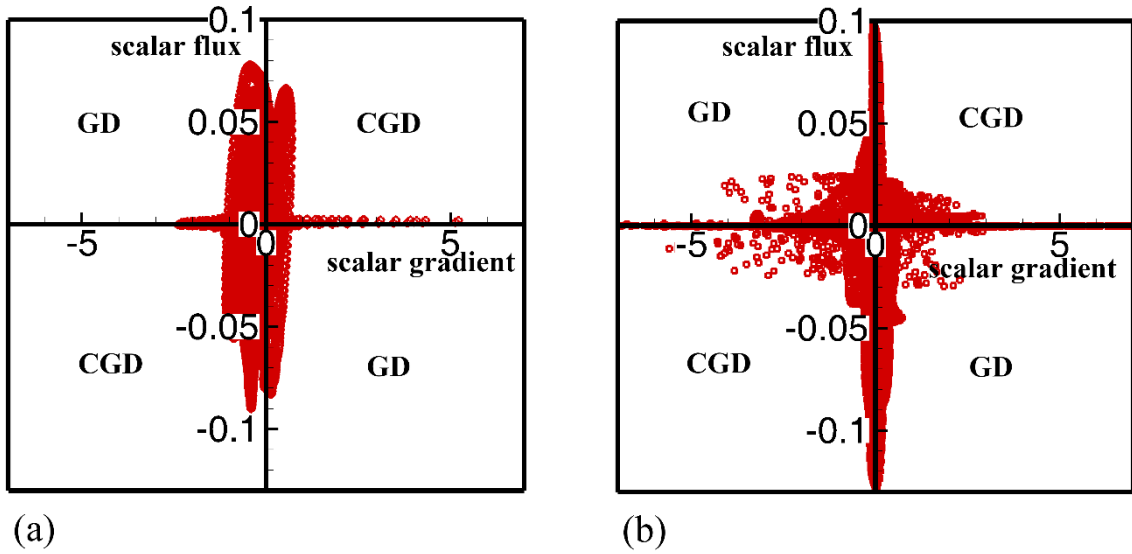 0.1
scalar flux
GD
0.05
CGD
0
-5
0
5
scalar gradient
-0.05
CGD
GD
-0.1
(a)
0.1
scalar flux
GD
0.05
CGD
0
-5
0
5
scalar gradient
-0.05
CGD
GD
-0.1
(b)